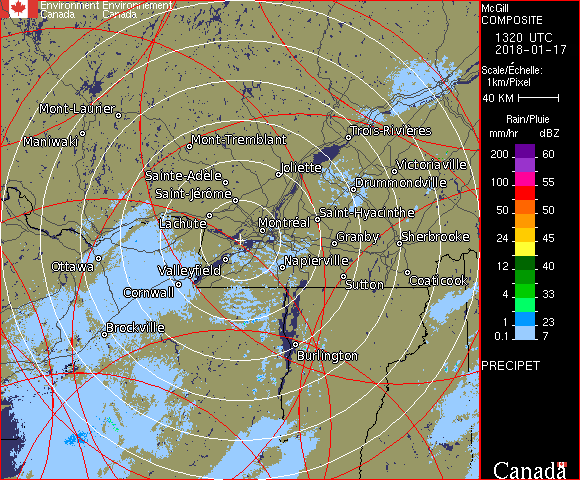 Environment Environnement
Canada Canada
Mont-Laurier
Maniwaki
Mont-Tremblant
Trois-Rivières
Joliette
Victoriaville
Sainte-Adèle
Drummondville
Saint-Jérôme
Saint-Hyacinthe
Lachute
Montréal
Granby
Sherbrooke
Ottawa
Valleyfield
Napierville
Cornwall
Sutton
Coaticook
Brockville
Burlington
McGill
COMPOSITE
1320 UTC
2018-01-17
Scale/Échelle:
1km/Pixel
40 KM
Rain/Pluie
mm/hr dBZ
200 60
100 55
50 50
24 45
12 40
4 33
1 23
0.1 7
PRECIPET
Canada